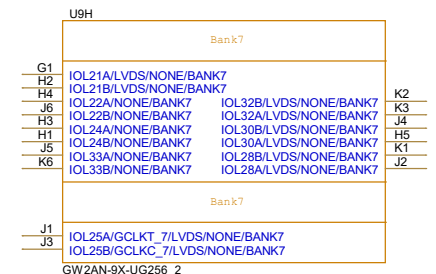 U9H
Bank7
G1 IOL21A/LVDS/NONE/BANK7
H2 IOL21B/LVDS/NONE/BANK7
H4 IOL22A/NONE/BANK7 IOL32B/LVDS/NONE/BANK7 K2
J6 IOL22B/NONE/BANK7 IOL32A/LVDS/NONE/BANK7 K3
H3 IOL24A/NONE/BANK7 IOL30B/LVDS/NONE/BANK7 J4
H1 IOL24B/NONE/BANK7 IOL30A/LVDS/NONE/BANK7 H5
J5 IOL33A/NONE/BANK7 IOL28B/LVDS/NONE/BANK7 K1
K6 IOL33B/NONE/BANK7 IOL28A/LVDS/NONE/BANK7 J2
Bank7
J1 IOL25A/GCLKT_7/LVDS/NONE/BANK7
J3 IOL25B/GCLKC_7/LVDS/NONE/BANK7
GW2AN-9X-UG256_2